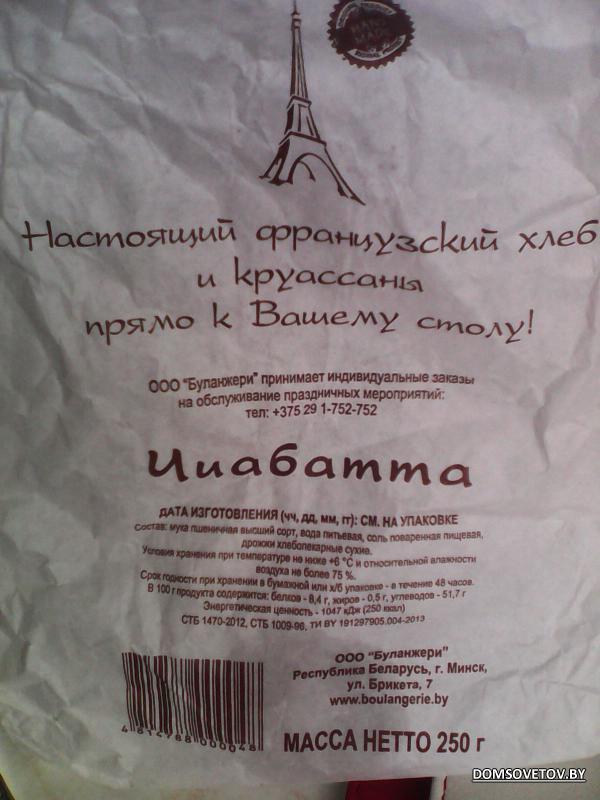 Настоящий французский хлеб
и круассаны
прямо к Вашему столу!
ООО "Буланжери" принимает индивидуальные заказы
на обслуживание праздничных мероприятий:
тел: +375 29 1-752-752
Чиабатта
ДАТА ИЗГОТОВЛЕНИЯ (чч, дд, мм, гг): СМ. НА УПАКОВКЕ
Состав: мука пшеничная высший сорт, вода питьевая, соль поваренная пищевая,
дрожжи хлебопекарные сухие.
Условия хранения при температуре не ниже +6 °С и относительной влажности
воздуха не более 75 %.
Срок годности при хранении в бумажной или х/б упаковке - в течение 48 часов.
В 100 г продукта содержится: белков - 8,4 г, жиров - 0,5 г, углеводов - 51,7 г
Энергетическая ценность - 1047 кДж (250 ккал)
СТБ 1470-2012, СТБ 1009-96, ТИ BY 191297905.004-2013
ООО "Буланжери"
Республика Беларусь, г. Минск,
ул. Брикета, 7
www.boulangerie.by
4 814788 000048
МАССА НЕТТО 250 г
DOMSOVETOV.BY